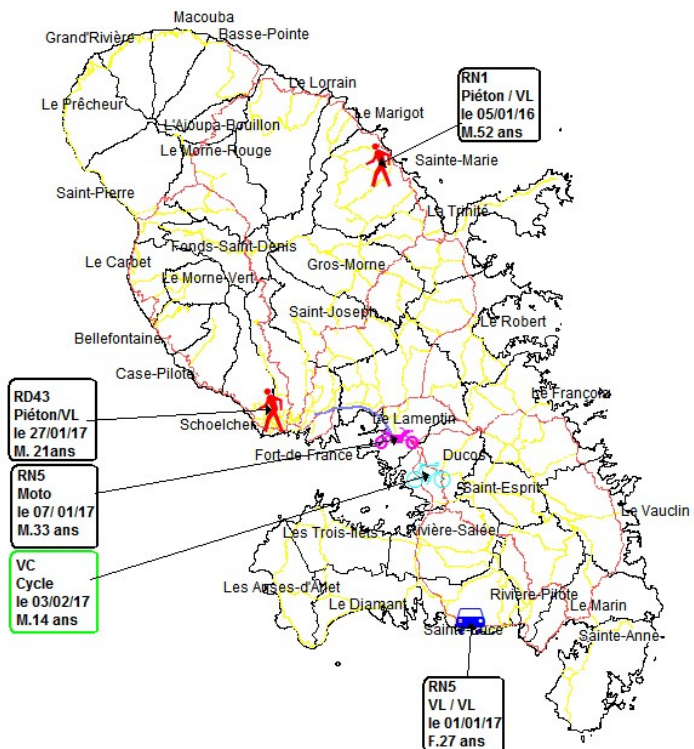 Macouba
Grand'Rivière
Basse-Pointe
Le Lorrain
Le Prêcheur
Le Marigot
RN1
Piéton / VL
le 05/01/16
M.52 ans
L'Ajoupa-Bouillon
Le Morne-Rouge
Sainte-Marie
Saint-Pierre
La Trinité
Fonds-Saint-Denis
Le Carbet
Gros-Morne
Le Morne-Vert
Saint-Joseph
Le Robert
Bellefontaine
Case-Pilote
Le François
RD43
Piéton/VL
le 27/01/17
M. 21ans
Schoelcher
Le Lamentin
Fort-de France
Ducos
RN5
Moto
le 07/ 01/17
M.33 ans
Saint-Esprit
Le Vauclin
Les Trois-Ilets
Rivière-Salée
VC
Cycle
le 03/02/17
M.14 ans
Les Anses-d'Arlet
Le Diamant
Rivière-Pilote
Le Marin
Sainte-Luce
Sainte-Anne
RN5
VL / VL
le 01/01/17
F.27 ans